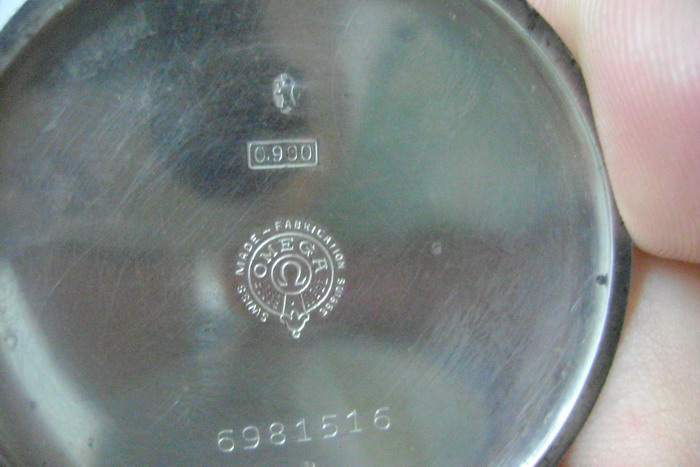 0.900
SWISS MADE - FABRICATION SUISSE
OMEGA
Ω
6981516